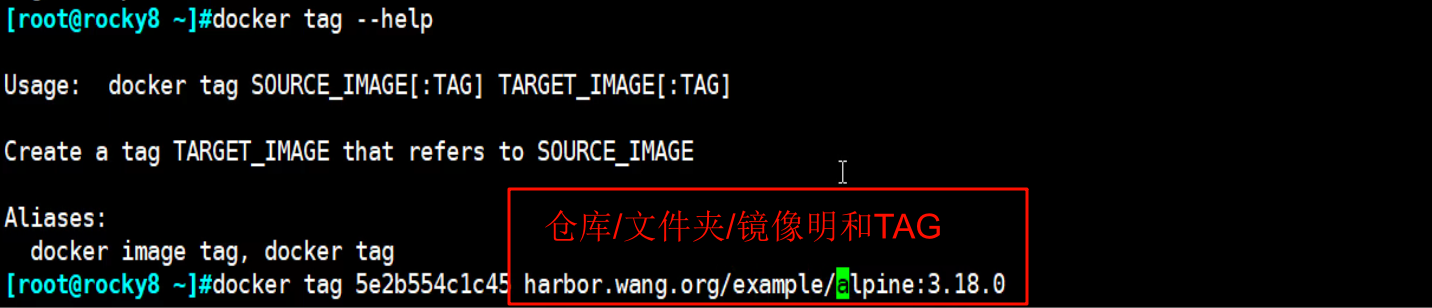 [root@rocky8 ~]#docker tag --help
Usage:  docker tag SOURCE_IMAGE[:TAG] TARGET_IMAGE[:TAG]
Create a tag TARGET_IMAGE that refers to SOURCE_IMAGE
Aliases:
仓库/文件夹/镜像明和TAG
docker image tag, docker tag
[root@rocky8 ~]#docker tag 5e2b554c1c45 harbor.wang.org/example/alpine:3.18.0